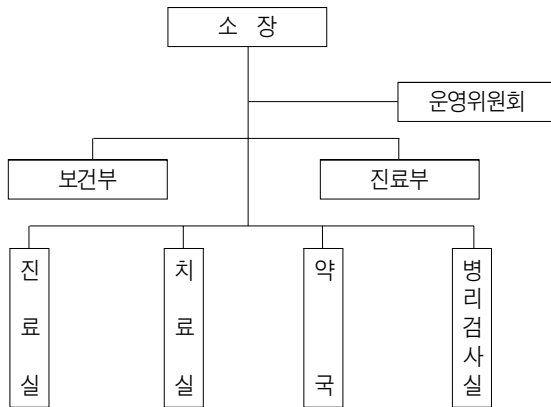 소 장
운영위원회
보건부
진료부
진료실
치료실
약국
병리검사실